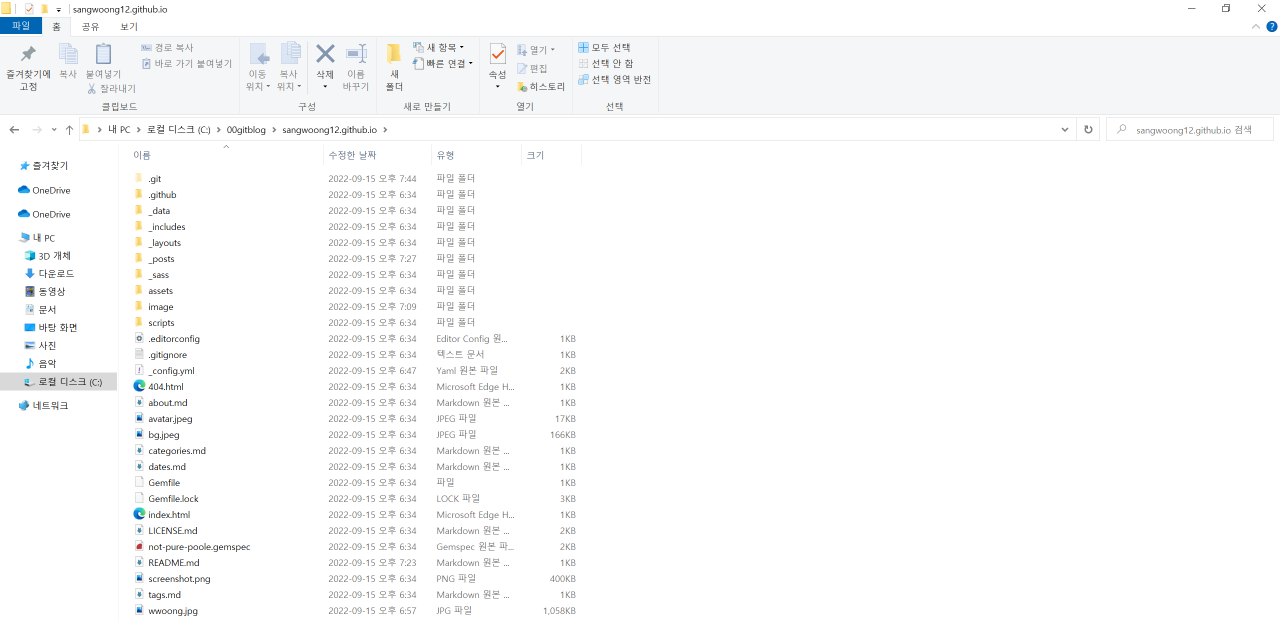 sangwoong12.github.io
파일 홈 공유 보기
즐겨찾기에 고정
복사
붙여넣기
경로 복사
바로 가기 붙여넣기
잘라내기
클립보드
이동 위치
복사 위치
삭제
이름 바꾸기
구성
새 폴더
새 항목
빠른 연결
새로 만들기
속성
열기
편집
히스토리
열기
모두 선택
선택 안 함
선택 영역 반전
선택
내 PC > 로컬 디스크 (C:) > 00gitblog > sangwoong12.github.io >
sangwoong12.github.io 검색
즐겨찾기
OneDrive
OneDrive
내 PC
3D 개체
다운로드
동영상
문서
바탕 화면
사진
음악
로컬 디스크 (C:)
네트워크
이름 수정한 날짜 유형 크기
.git 2022-09-15 오후 7:44 파일 폴더
.github 2022-09-15 오후 6:34 파일 폴더
_data 2022-09-15 오후 6:34 파일 폴더
_includes 2022-09-15 오후 6:34 파일 폴더
_layouts 2022-09-15 오후 6:34 파일 폴더
_posts 2022-09-15 오후 7:27 파일 폴더
_sass 2022-09-15 오후 6:34 파일 폴더
assets 2022-09-15 오후 6:34 파일 폴더
image 2022-09-15 오후 7:09 파일 폴더
scripts 2022-09-15 오후 6:34 파일 폴더
.editorconfig 2022-09-15 오후 6:34 Editor Config 원... 1KB
.gitignore 2022-09-15 오후 6:34 텍스트 문서 1KB
_config.yml 2022-09-15 오후 6:47 Yaml 원본 파일 2KB
404.html 2022-09-15 오후 6:34 Microsoft Edge H... 1KB
about.md 2022-09-15 오후 6:34 Markdown 원본 ... 1KB
avatar.jpeg 2022-09-15 오후 6:34 JPEG 파일 17KB
bg.jpeg 2022-09-15 오후 6:34 JPEG 파일 166KB
categories.md 2022-09-15 오후 6:34 Markdown 원본 ... 1KB
dates.md 2022-09-15 오후 6:34 Markdown 원본 ... 1KB
Gemfile 2022-09-15 오후 6:34 파일 1KB
Gemfile.lock 2022-09-15 오후 6:34 LOCK 파일 3KB
index.html 2022-09-15 오후 6:34 Microsoft Edge H... 1KB
LICENSE.md 2022-09-15 오후 6:34 Markdown 원본 ... 2KB
not-pure-poole.gemspec 2022-09-15 오후 6:34 Gemspec 원본 파... 2KB
README.md 2022-09-15 오후 7:23 Markdown 원본 ... 1KB
screenshot.png 2022-09-15 오후 6:34 PNG 파일 400KB
tags.md 2022-09-15 오후 6:34 Markdown 원본 ... 1KB
wwoong.jpg 2022-09-15 오후 6:57 JPG 파일 1,058KB